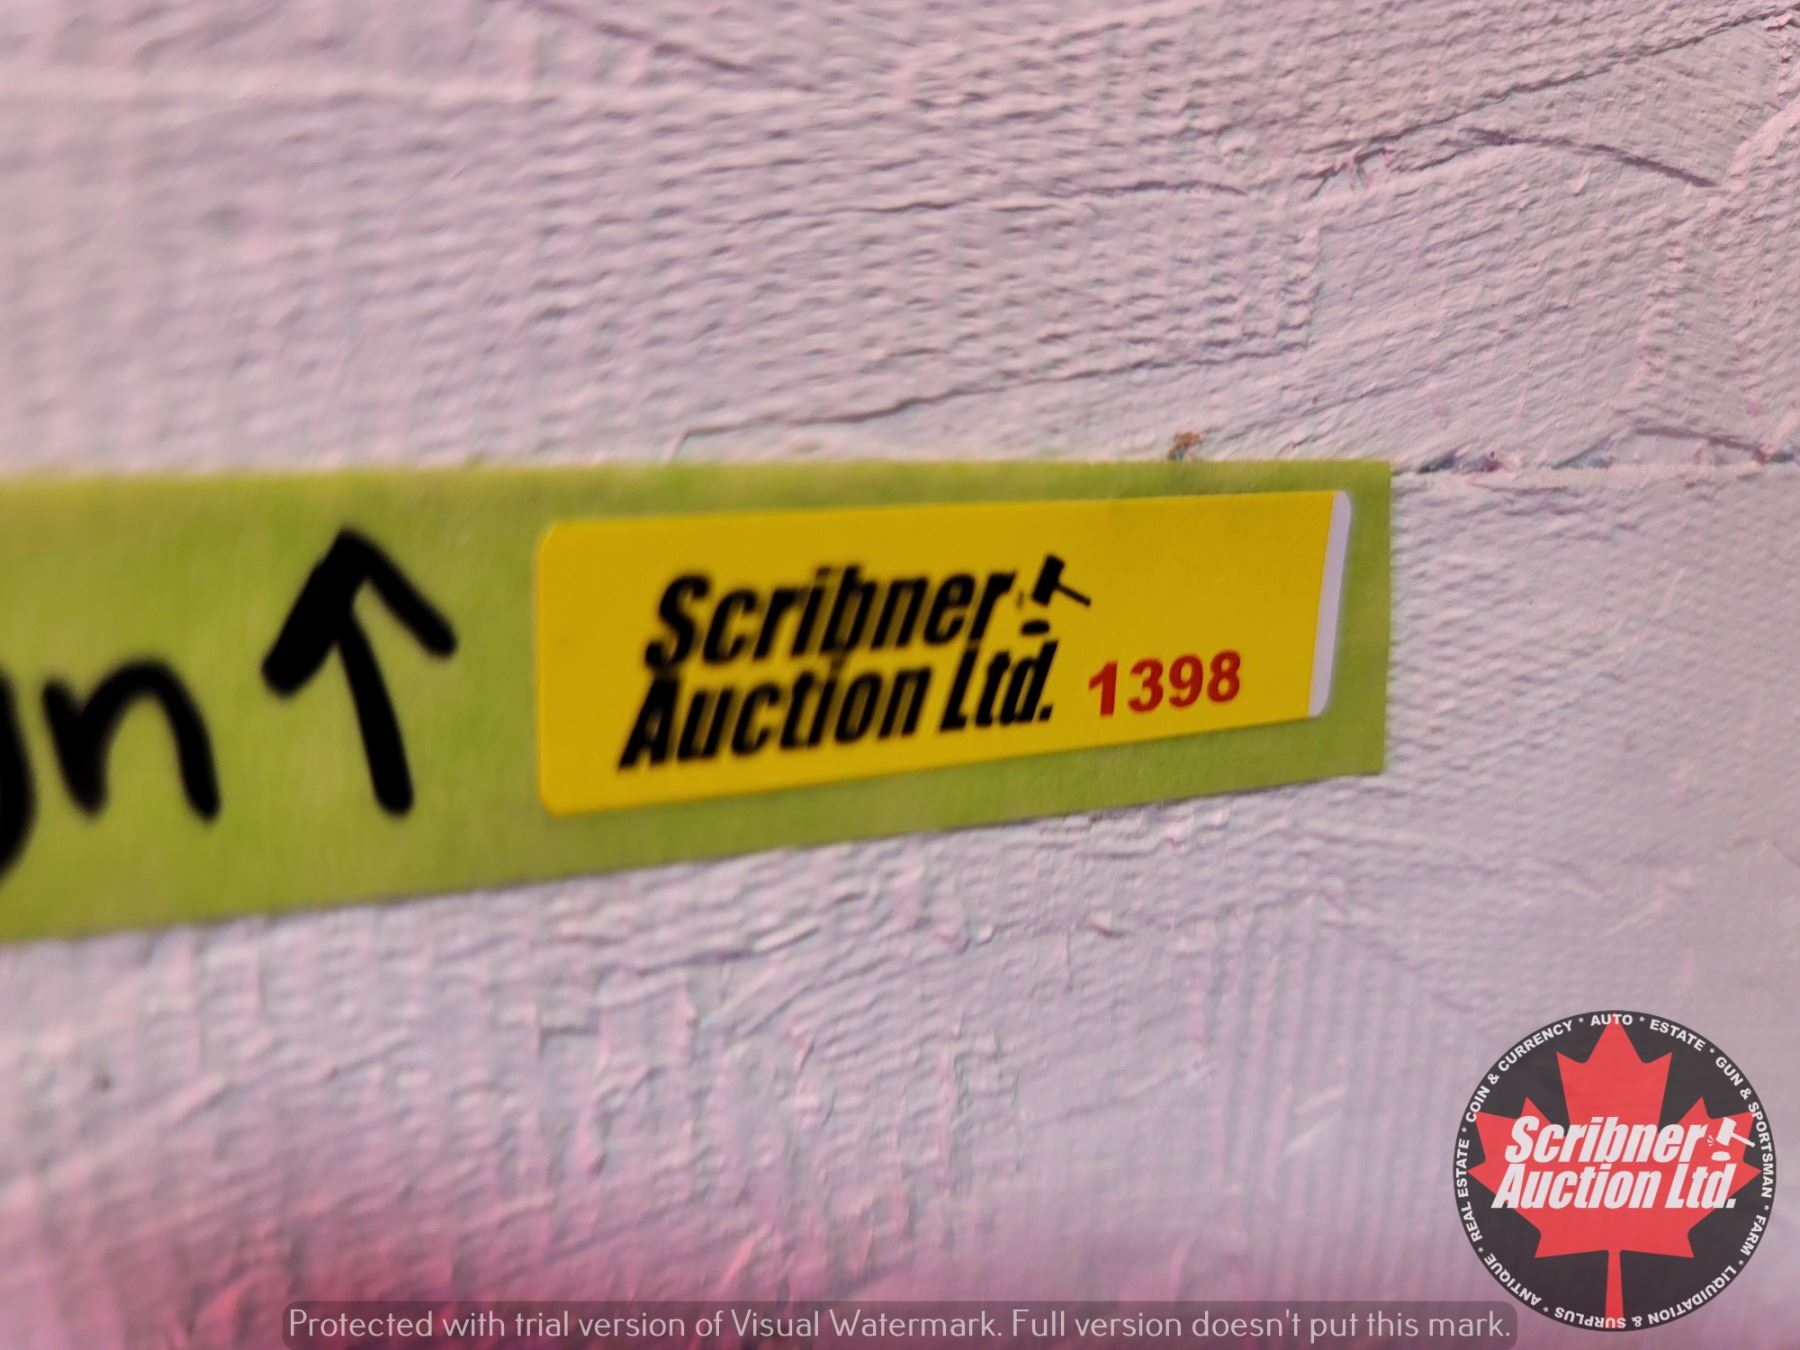 Scribner
Auction Ltd. 1398
COIN & CURRENCY * AUTO * ESTATE * GUN & SPORTSMAN * FARM * LIQUIDATION & SURPLUS * ANTIQUE * REAL ESTATE *
Scribner
Auction Ltd.
Protected with trial version of Visual Watermark. Full version doesn't put this mark.